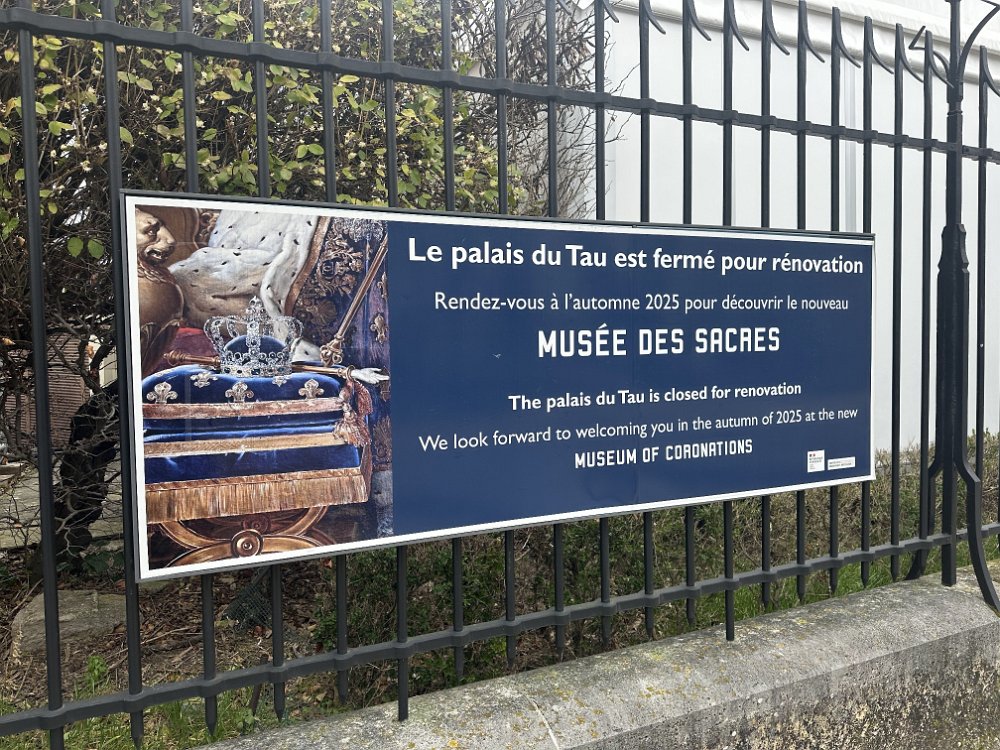 Le palais du Tau est fermé pour rénovation
Rendez-vous à l'automne 2025 pour découvrir le nouveau
MUSÉE DES SACRES
The palais du Tau is closed for renovation
We look forward to welcoming you in the autumn of 2025 at the new
MUSEUM OF CORONATIONS